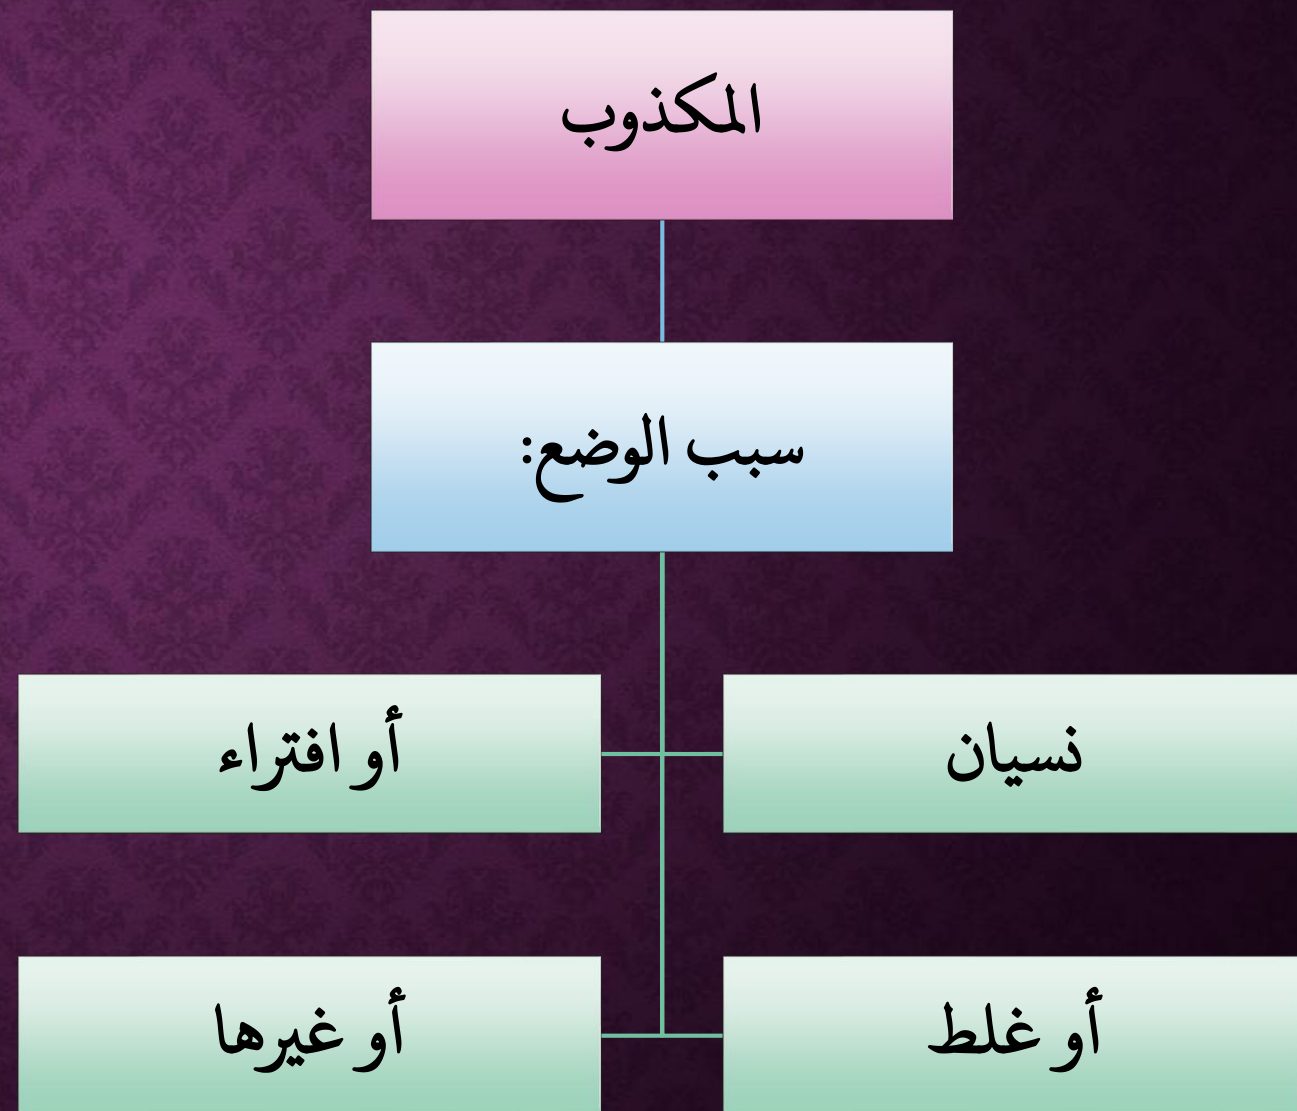 المكذوب
سبب الوضع:
نسيان
أو افتراء
أو غلط
أو غيرها